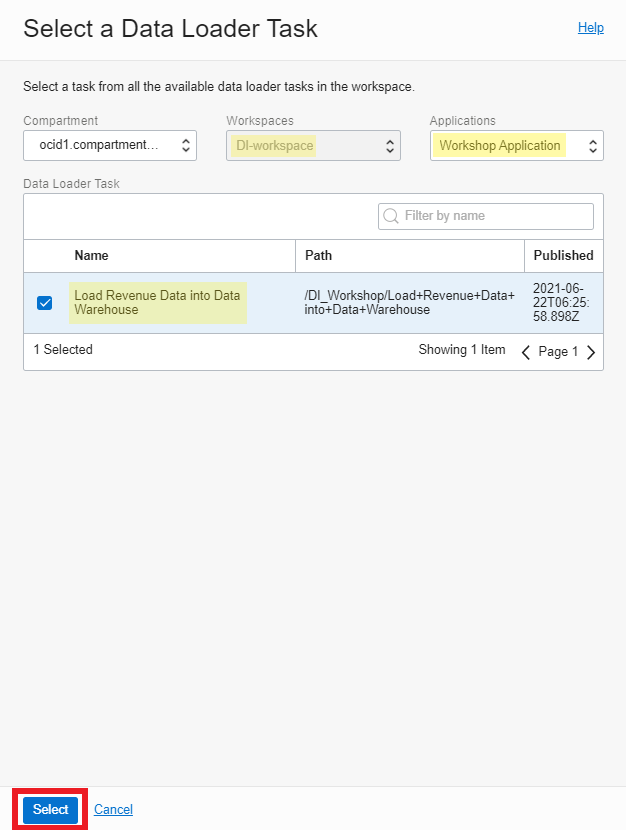 Select a Data Loader Task
Help
Select a task from all the available data loader tasks in the workspace.
Compartment
Workspaces
Applications
ocid1.compartment...
DI-workspace
Workshop Application
Data Loader Task
Filter by name
Name
Path
Published
Load Revenue Data into Data
Warehouse
/DI_Workshop/Load+Revenue+Data+
into+Data+Warehouse
2021-06-
22T06:25:
58.898Z
1 Selected
Showing 1 Item
Page 1
Select
Cancel